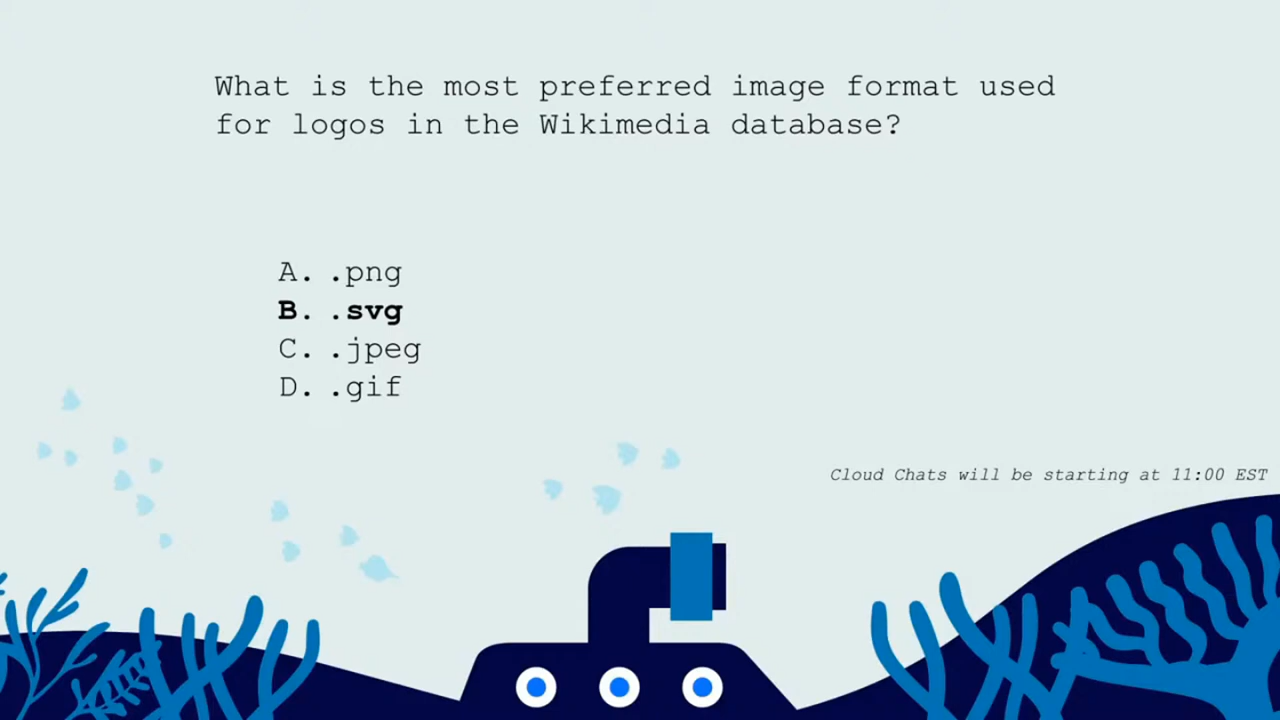 What is the most preferred image format used
for logos in the Wikimedia database?
A. .png
B. .svg
C. .jpeg
D. .gif
Cloud Chats will be starting at 11:00 EST